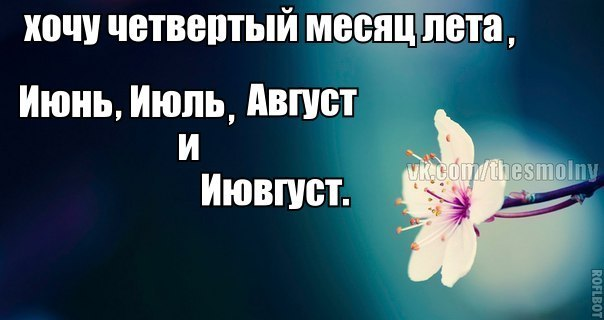 хочу четвертый месяц лета ,
Июнь, Июль, Август
и
Иювгуст.
vk.com/thesmolny
ROFLBOT